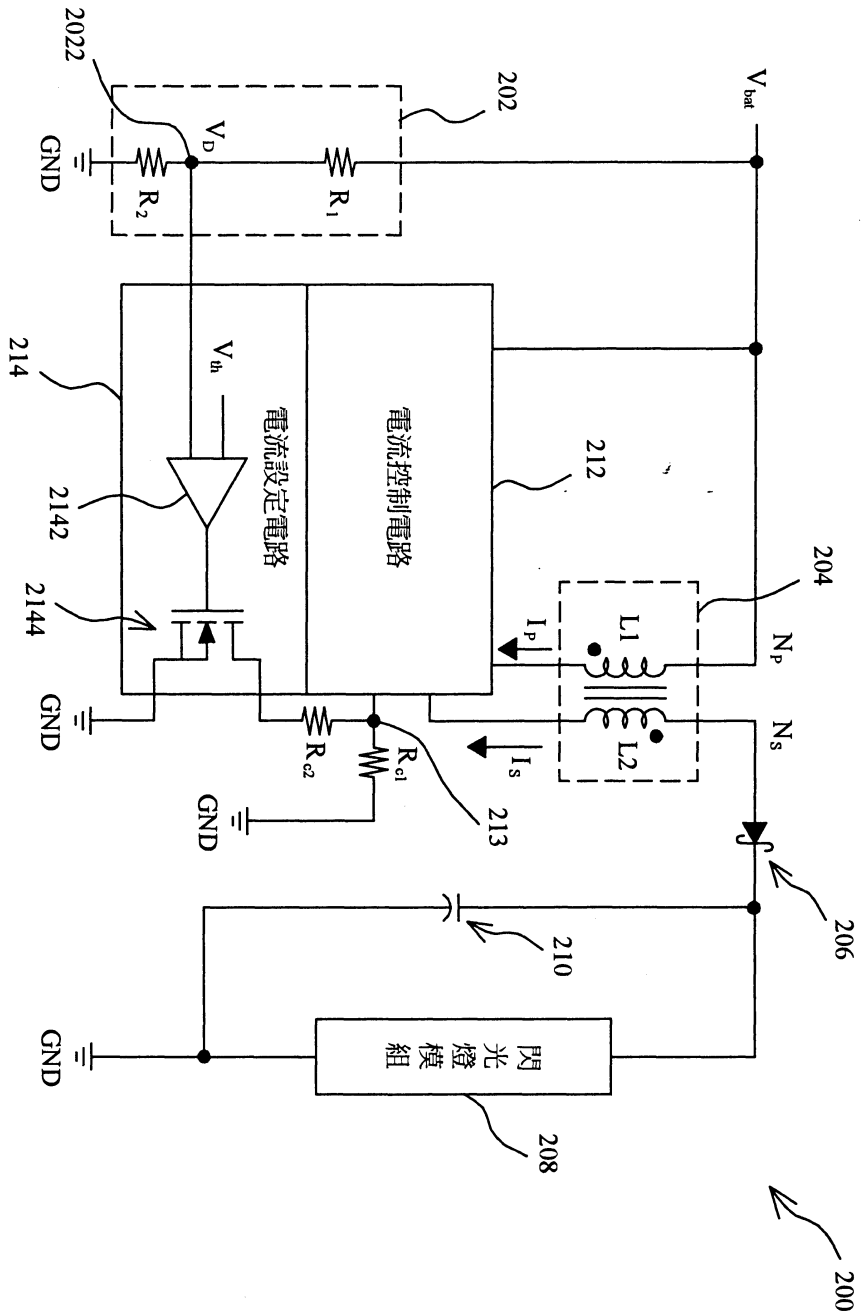 200
206
204
N_P
N_S
V_bat
L1
L2
212
210
208
I_P
I_S
202
閃光燈模組
213
電流控制電路
R_c1
R_1
R_c2
電流設定電路
V_th
V_D
GND
R_2
2022
GND
2142
GND
GND
2144
214